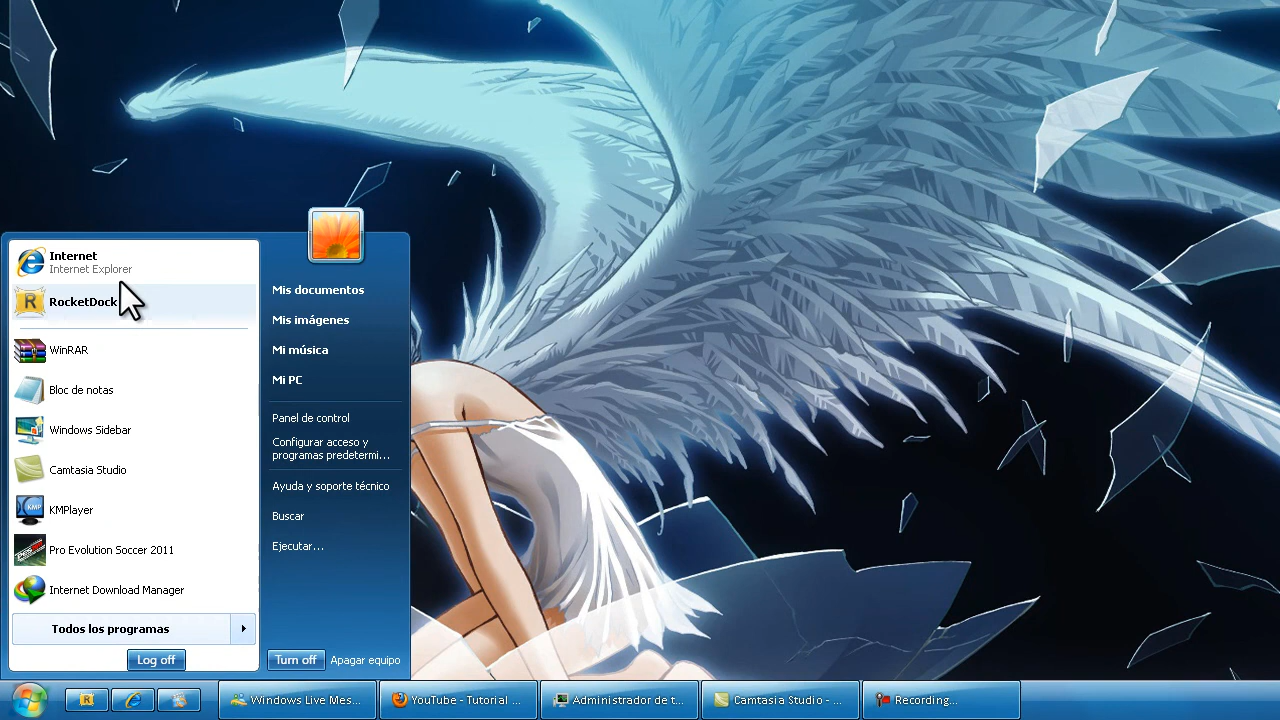 Internet
Internet Explorer
RocketDock
WinRAR
Bloc de notas
Windows Sidebar
Camtasia Studio
KMPlayer
Pro Evolution Soccer 2011
Internet Download Manager
Todos los programas
Log off
Mis documentos
Mis imágenes
Mi música
Mi PC
Panel de control
Configurar acceso y
programas predetermi...
Ayuda y soporte técnico
Buscar
Ejecutar...
Turn off
Apagar equipo
Windows Live Mes...
YouTube - Tutorial ...
Administrador de t...
Camtasia Studio - ...
Recording...